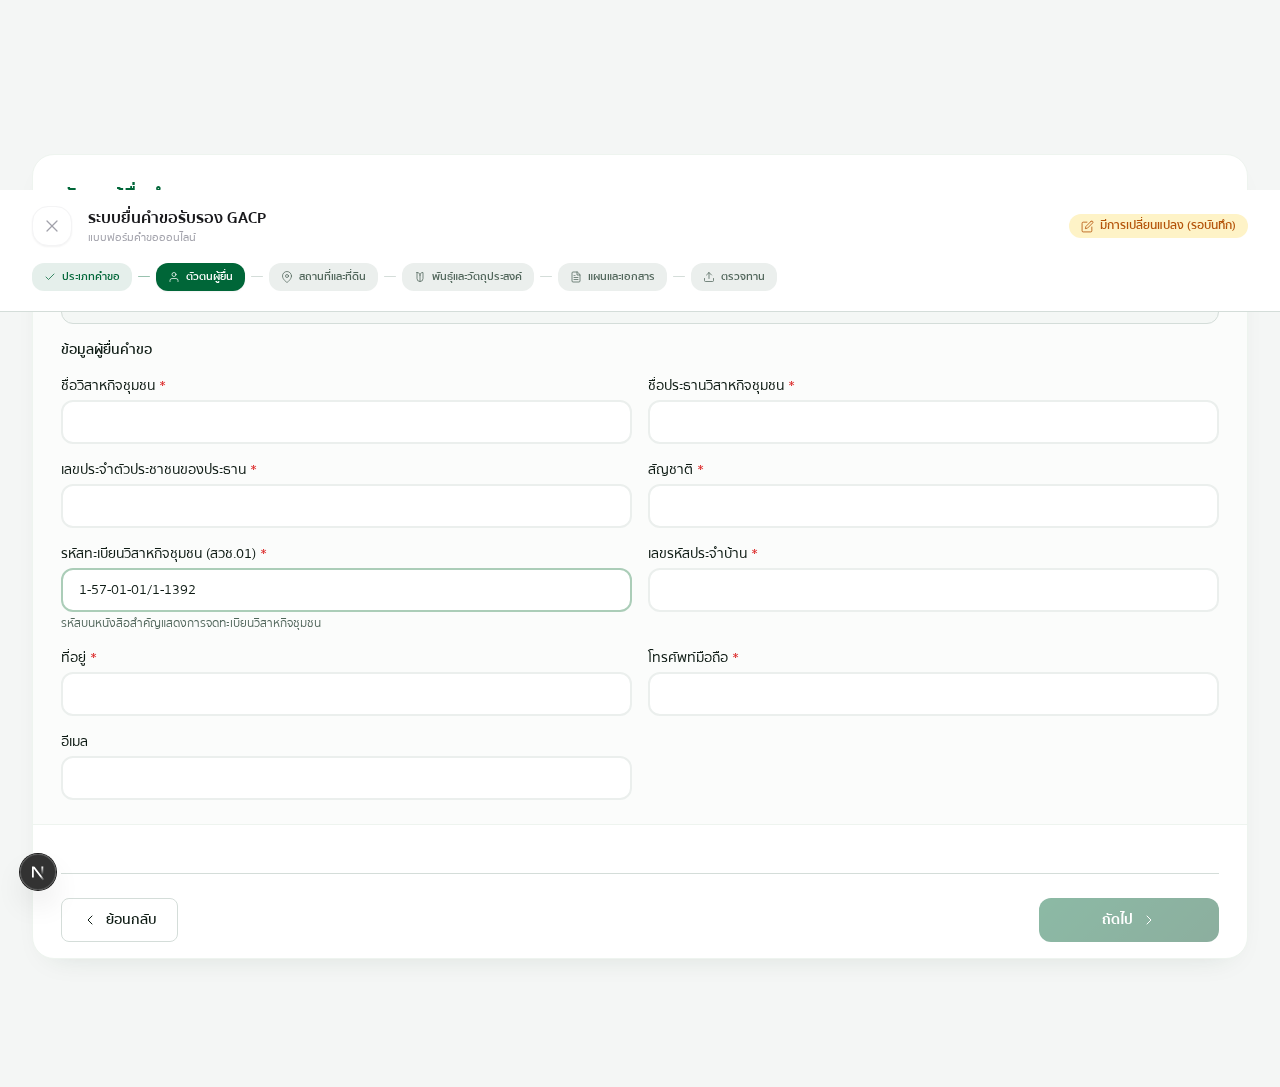 ระบบยื่นคำขอรับรอง GACP
แบบฟอร์มคำขอออนไลน์
มีการเปลี่ยนแปลง (รอบันทึก)
ประเภทคำขอ
ตัวตนผู้ยื่น
สถานที่และที่ดิน
พันธุ์และวัตถุประสงค์
แผนและเอกสาร
ตรวจทาน
ข้อมูลผู้ยื่นคำขอ
ชื่อวิสาหกิจชุมชน *
ชื่อประธานวิสาหกิจชุมชน *
เลขประจำตัวประชาชนของประธาน *
สัญชาติ *
รหัสทะเบียนวิสาหกิจชุมชน (สวช.01) *
เลขรหัสประจำบ้าน *
1-57-01-01/1-1392
รหัสบนหนังสือสำคัญแสดงการจดทะเบียนวิสาหกิจชุมชน
ที่อยู่ *
โทรศัพท์มือถือ *
อีเมล
N
ย้อนกลับ
ถัดไป